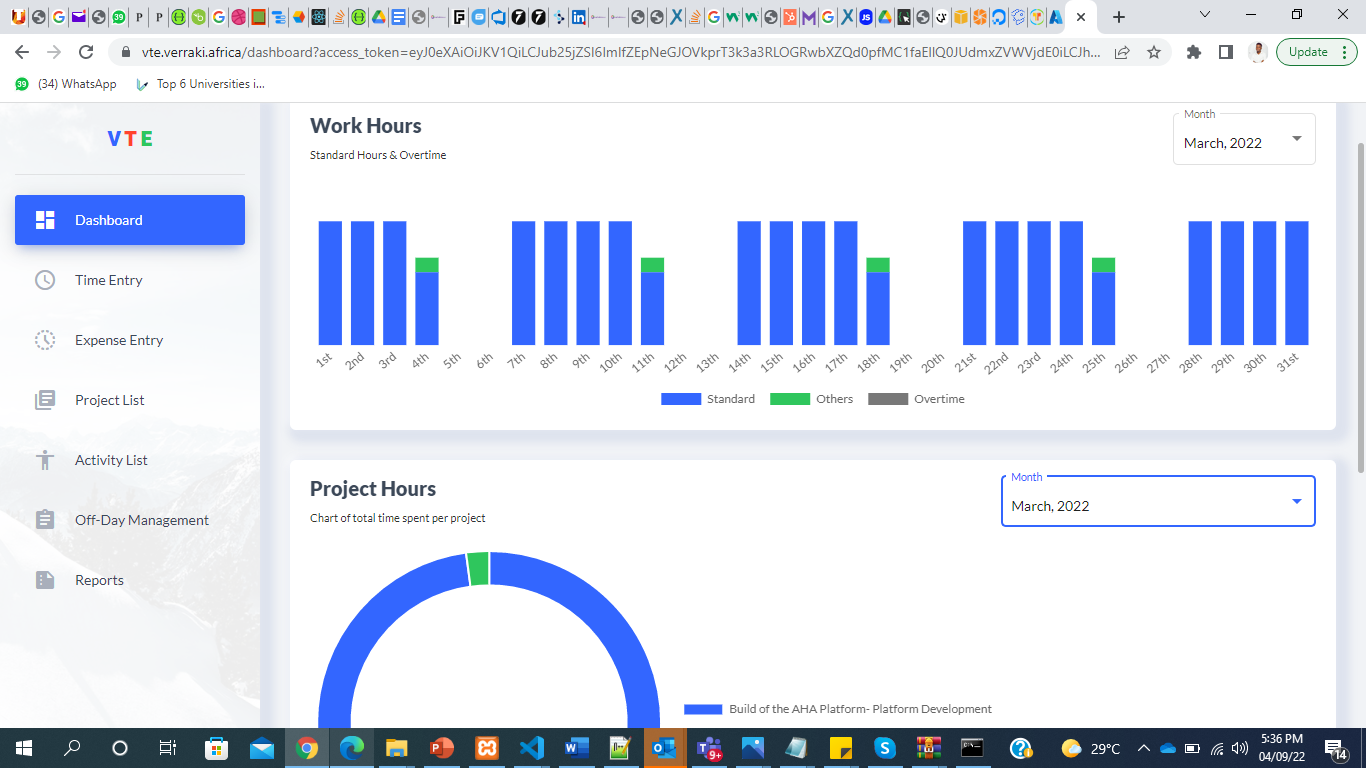 Update
vte.verraki.africa/dashboard?access_token=eyJ0eXAiOiJKV1QiLCJub25jZSI6ImIfZEpNeGJOVkprT3k3a3RLOGRwbXZQd0pfMC1faEllQ0JUdmxZVWVjdE0iLCJh...
39 (34) WhatsApp Top 6 Universities i...
VTE
Dashboard
Time Entry
Expense Entry
Project List
Activity List
Off-Day Management
Reports
Work Hours
Standard Hours & Overtime
Month
March, 2022
1st 2nd 3rd 4th 5th 6th 7th 8th 9th 10th 11th 12th 13th 14th 15th 16th 17th 18th 19th 20th 21st 22nd 23rd 24th 25th 26th 27th 28th 29th 30th 31st
Standard Others Overtime
Project Hours
Chart of total time spent per project
Month
March, 2022
Build of the AHA Platform- Platform Development
9+
29°C
5:36 PM
04/09/22
14